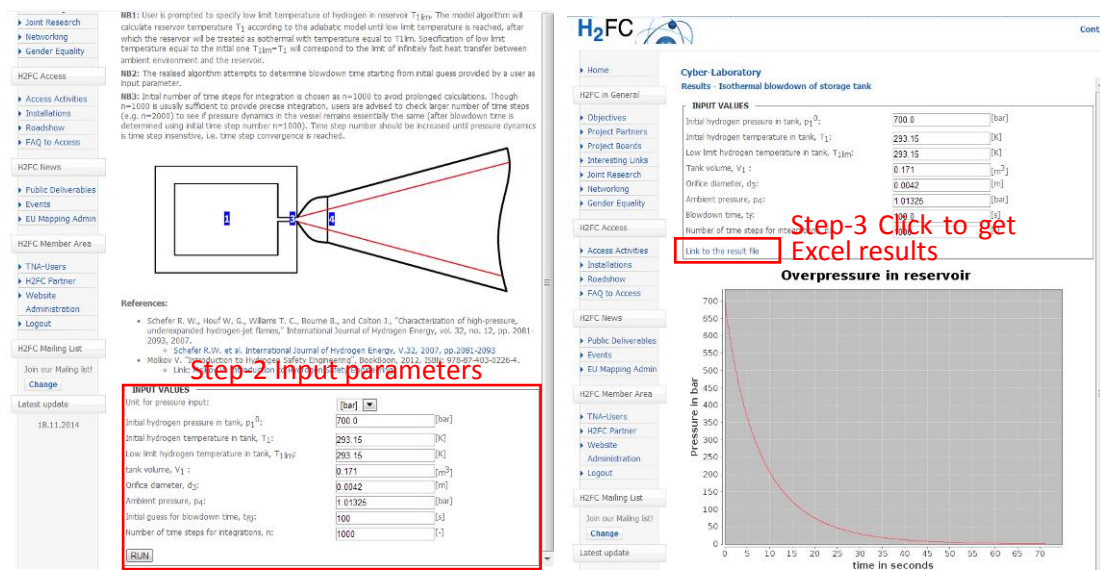 Joint Research
Networking
Gender Equality
H2FC Access
Access Activities
Installations
Roadshow
FAQ to Access
H2FC News
Public Deliverables
Events
EU Mapping Admin
H2FC Member Area
TNA-Users
H2FC Partner
Website
Administration
Logout
H2FC Mailing List
Join our Mailing list!
Change
Latest update
18.11.2014
NB1: User is prompted to specify low limit temperature of hydrogen in reservoir T1lim. The model algorithm will
calculate reservoir temperature T1 according to the adiabatic model until low limit temperature is reached, after
which the reservoir will be treated as isothermal with temperature equal to T1lim. Specification of low limit
temperature equal to the initial one T1lim=T1 will correspond to the limit of infinitely fast heat transfer between
ambient environment and the reservoir.
NB2: The realised algorithm attempts to determine blowdown time starting from initial guess provided by a user as
input parameter.
NB3: Initial number of time steps for integration is chosen as n=1000 to avoid prolonged calculations. Though
n=1000 is usually sufficient to provide precise integration, users are advised to check larger number of time steps
(e.g. n=2000) to see if pressure dynamics in the vessel remains essentially the same (after blowdown time is
determined using initial time step number n=1000). Time step number should be increased until pressure dynamics
is time step insensitive, i.e. time step convergence is reached.
1
3
4
References:
Schefer R. W., Houf W. G., Williams T. C., Bourne B., and Colton J., "Characterization of high-pressure,
underexpanded hydrogen-jet flames," International Journal of Hydrogen Energy, vol. 32, no. 12, pp. 2081-
2093, 2007.
Schefer R.W. et al. International Journal of Hydrogen Energy, V.32, 2007, pp.2081-2093
Molkov V. "Introduction to Hydrogen Safety Engineering", BookBoon, 2012, ISBN: 978-87-403-0226-4.
Step-2 Input parameters
INPUT VALUES
Unit for pressure input: [bar]
Initial hydrogen pressure in tank, p1⁰: 700.0 [bar]
Initial hydrogen temperature in tank, T1: 293.15 [K]
Low limit hydrogen temperature in tank, T1lim: 293.15 [K]
tank volume, V1 : 0.171 [m3]
Orifice diameter, d3: 0.0042 [m]
Ambient pressure, p4: 1.01325 [bar]
Initial guess for blowdown time, tf0: 100 [s]
Number of time steps for integrations, n: 1000 [-]
RUN
H2FC
Cont
Home
H2FC in General
Objectives
Project Partners
Project Boards
Interesting Links
Joint Research
Networking
Gender Equality
H2FC Access
Access Activities
Installations
Roadshow
FAQ to Access
H2FC News
Public Deliverables
Events
EU Mapping Admin
H2FC Member Area
TNA-Users
H2FC Partner
Website
Administration
Logout
H2FC Mailing List
Join our Mailing list!
Change
Latest update
Cyber-Laboratory
Results - Isothermal blowdown of storage tank
INPUT VALUES
Initial hydrogen pressure in tank, p1⁰: 700.0 [bar]
Initial hydrogen temperature in tank, T1: 293.15 [K]
Low limit hydrogen temperature in tank, T1lim: 293.15 [K]
Tank volume, V1 : 0.171 [m3]
Orifice diameter, d3: 0.0042 [m]
Ambient pressure, p4: 1.01325 [bar]
Blowdown time, tf: 100.0 [s]
Number of time steps for integrations, 1000
Step-3 Click to get
Excel results
Link to the result file
Overpressure in reservoir
Pressure in bar
700
650
600
550
500
450
400
350
300
250
200
150
100
50
0
0 5 10 15 20 25 30 35 40 45 50 55 60 65 70
time in seconds